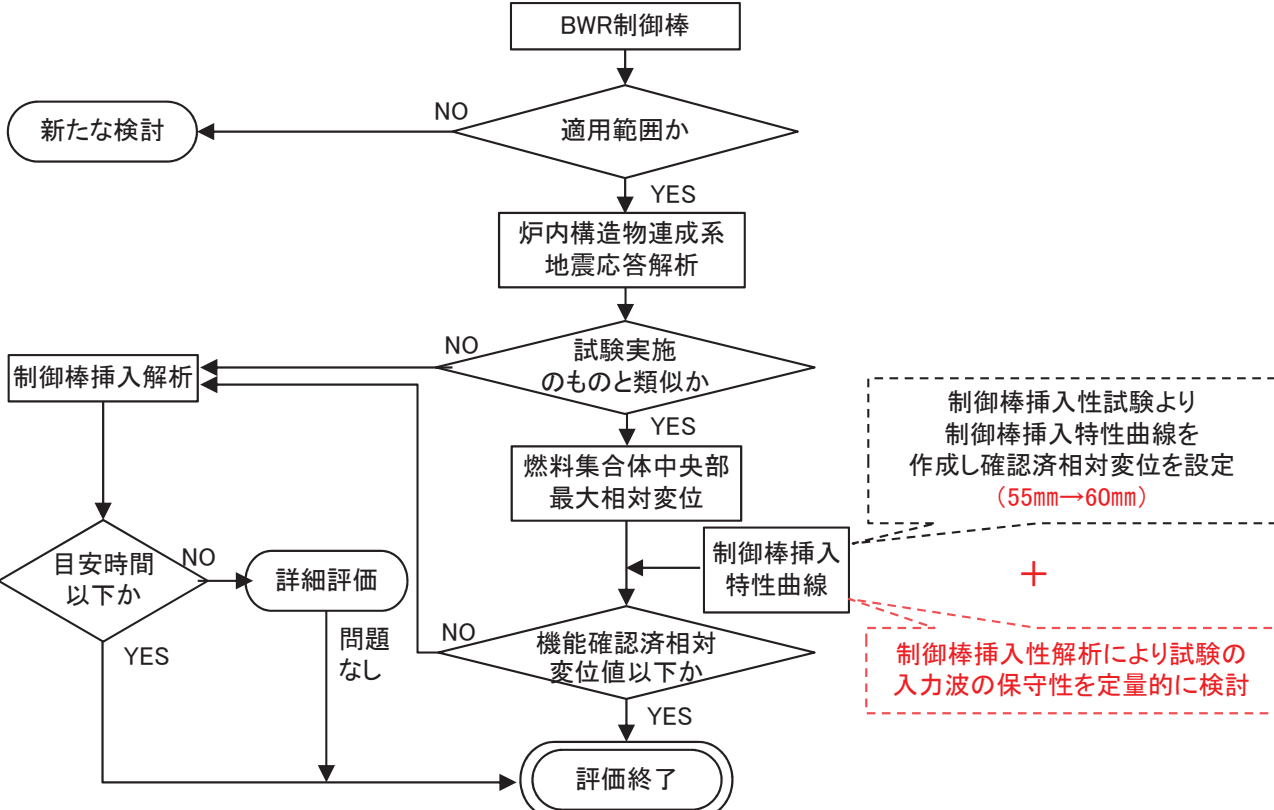 BWR制御棒
適用範囲か
NO
新たな検討
YES
炉内構造物連成系
地震応答解析
試験実施
のものと類似か
NO
制御棒挿入解析
YES
燃料集合体中央部
最大相対変位
制御棒挿入性試験より
制御棒挿入特性曲線を
作成し確認済相対変位を設定
(55mm→60mm)
制御棒挿入
特性曲線
+
制御棒挿入性解析により試験の
入力波の保守性を定量的に検討
目安時間
以下か
NO
詳細評価
YES
問題
なし
機能確認済相対
変位値以下か
NO
YES
評価終了